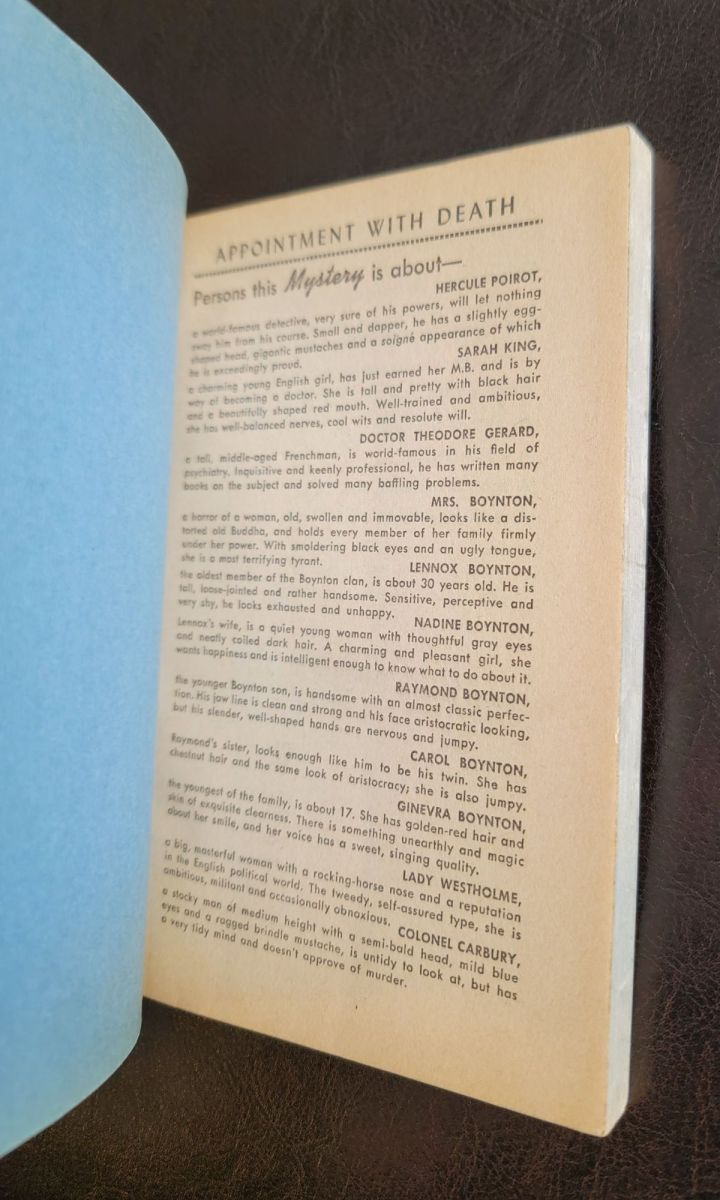 APPOINTMENT WITH DEATH
Persons this Mystery is about—
HERCULE POIROT,
a world-famous detective, very sure of his powers, will let nothing
sway him from his course. Small and dapper, he has a slightly egg-
shaped head, gigantic mustaches and a soigné appearance of which
he is exceedingly proud.
SARAH KING,
a charming young English girl, has just earned her M.B. and is by
way of becoming a doctor. She is tall and pretty with black hair
and a beautifully shaped red mouth. Well-trained and ambitious,
she has well-balanced nerves, cool wits and resolute will.
DOCTOR THEODORE GERARD,
a tall, middle-aged Frenchman, is world-famous in his field of
psychiatry. Inquisitive and keenly professional, he has written many
books on the subject and solved many baffling problems.
MRS. BOYNTON,
a horror of a woman, old, swollen and immovable, looks like a dis-
torted old Buddha, and holds every member of her family firmly
under her power. With smoldering black eyes and an ugly tongue,
she is a most terrifying tyrant.
LENNOX BOYNTON,
the oldest member of the Boynton clan, is about 30 years old. He is
tall, loose-jointed and rather handsome. Sensitive, perceptive and
very shy, he looks exhausted and unhappy.
NADINE BOYNTON,
Lennox's wife, is a quiet young woman with thoughtful gray eyes
and neatly coiled dark hair. A charming and pleasant girl, she
wants happiness and is intelligent enough to know what to do about it.
RAYMOND BOYNTON,
the younger Boynton son, is handsome with an almost classic perfec-
tion. His jaw line is clean and strong and his face aristocratic looking,
but his slender, well-shaped hands are nervous and jumpy.
CAROL BOYNTON,
Raymond's sister, looks enough like him to be his twin. She has
chestnut hair and the same look of aristocracy; she is also jumpy.
GINEVRA BOYNTON,
the youngest of the family, is about 17. She has golden-red hair and
skin of exquisite clearness. There is something unearthly and magic
about her smile, and her voice has a sweet, singing quality.
LADY WESTHOLME,
a big, masterful woman with a rocking-horse nose and a reputation
in the English political world. The tweedy, self-assured type, she is
ambitious, militant and occasionally obnoxious.
COLONEL CARBURY,
a stocky man of medium height with a semi-bald head, mild blue
eyes and a ragged brindle mustache, is untidy to look at, but has
a very tidy mind and doesn't approve of murder.